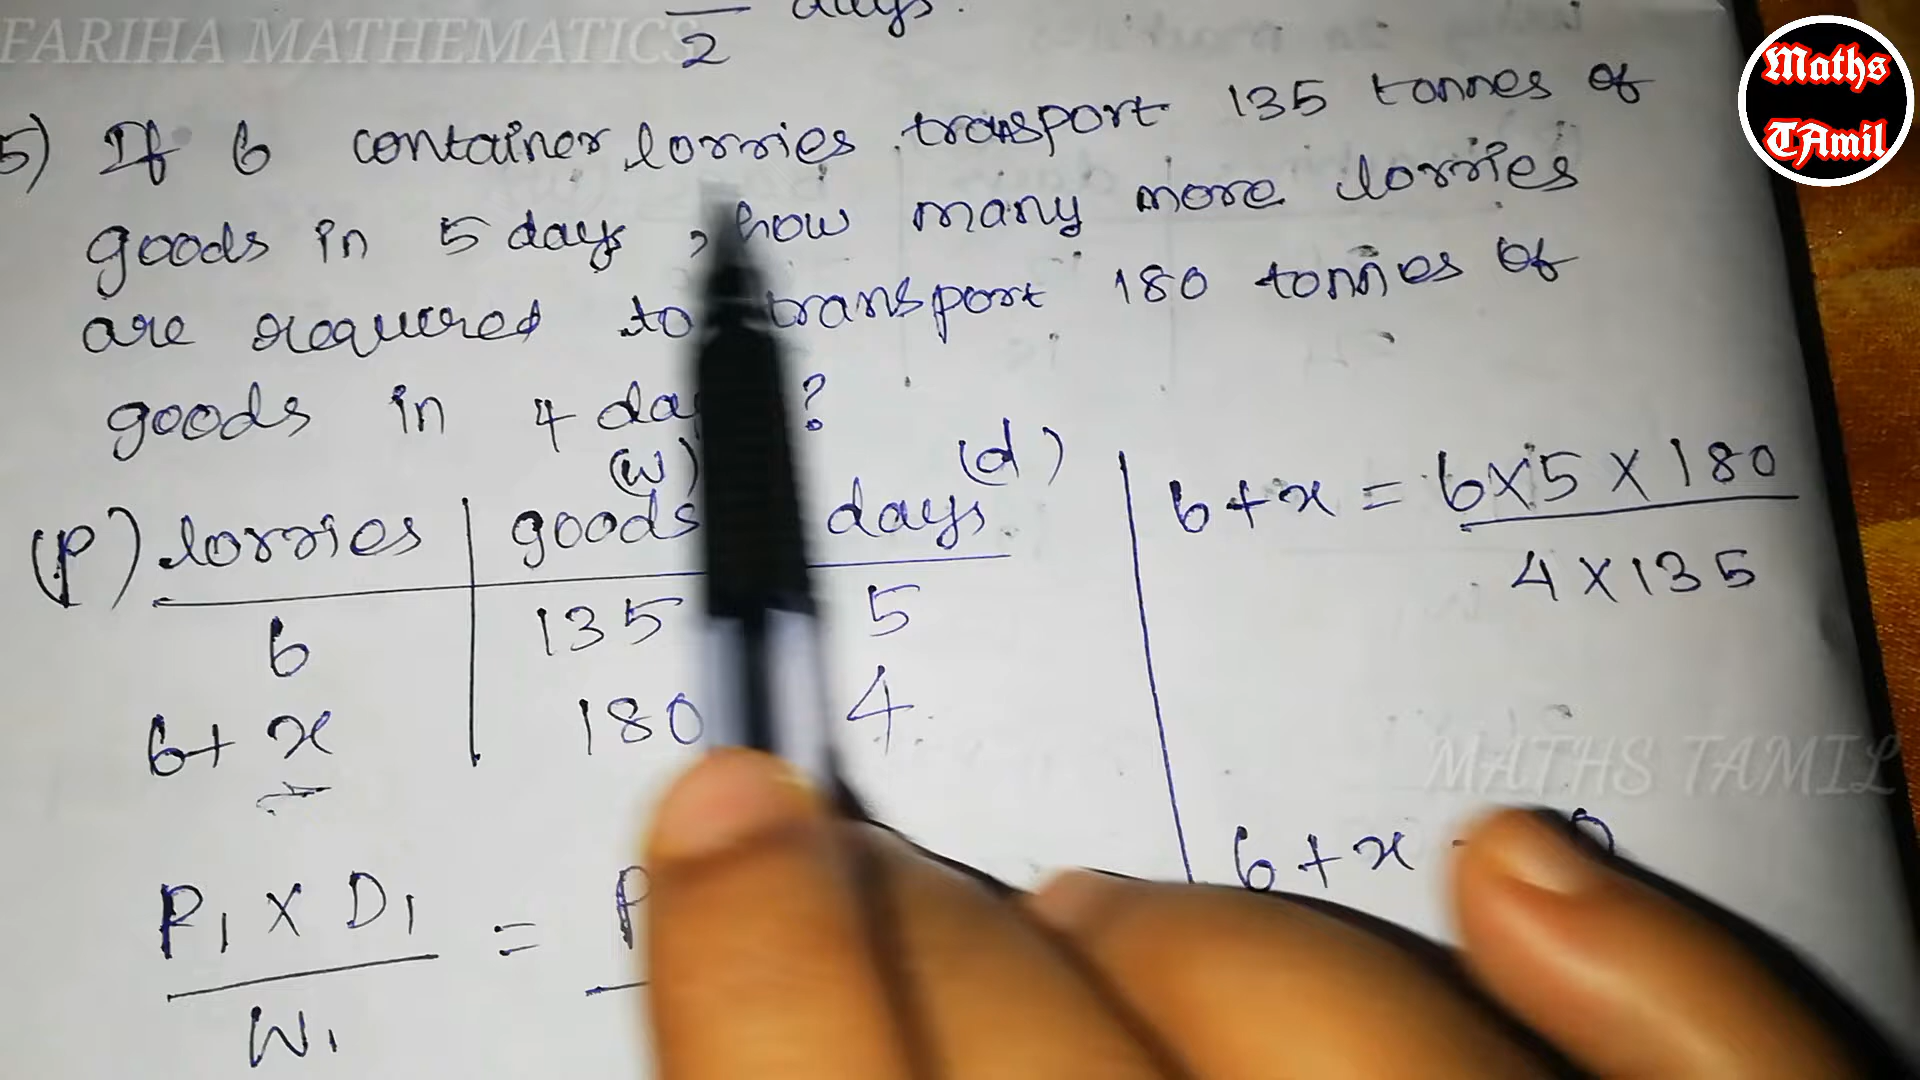 FARIHA MATHEMATICS
2 days.
Maths
TAmil
5) If 6 container lorries transport 135 tonnes of
goods in 5 days, how many more lorries
are required to transport 180 tonnes of
goods in 4 day ?
(W) (d)
(P) lorries goods days
6 135 5
6+x 180 4
6+x = 6×5×180
4×135
MATHS TAMIL
6+x
P1 × D1 = P
W1